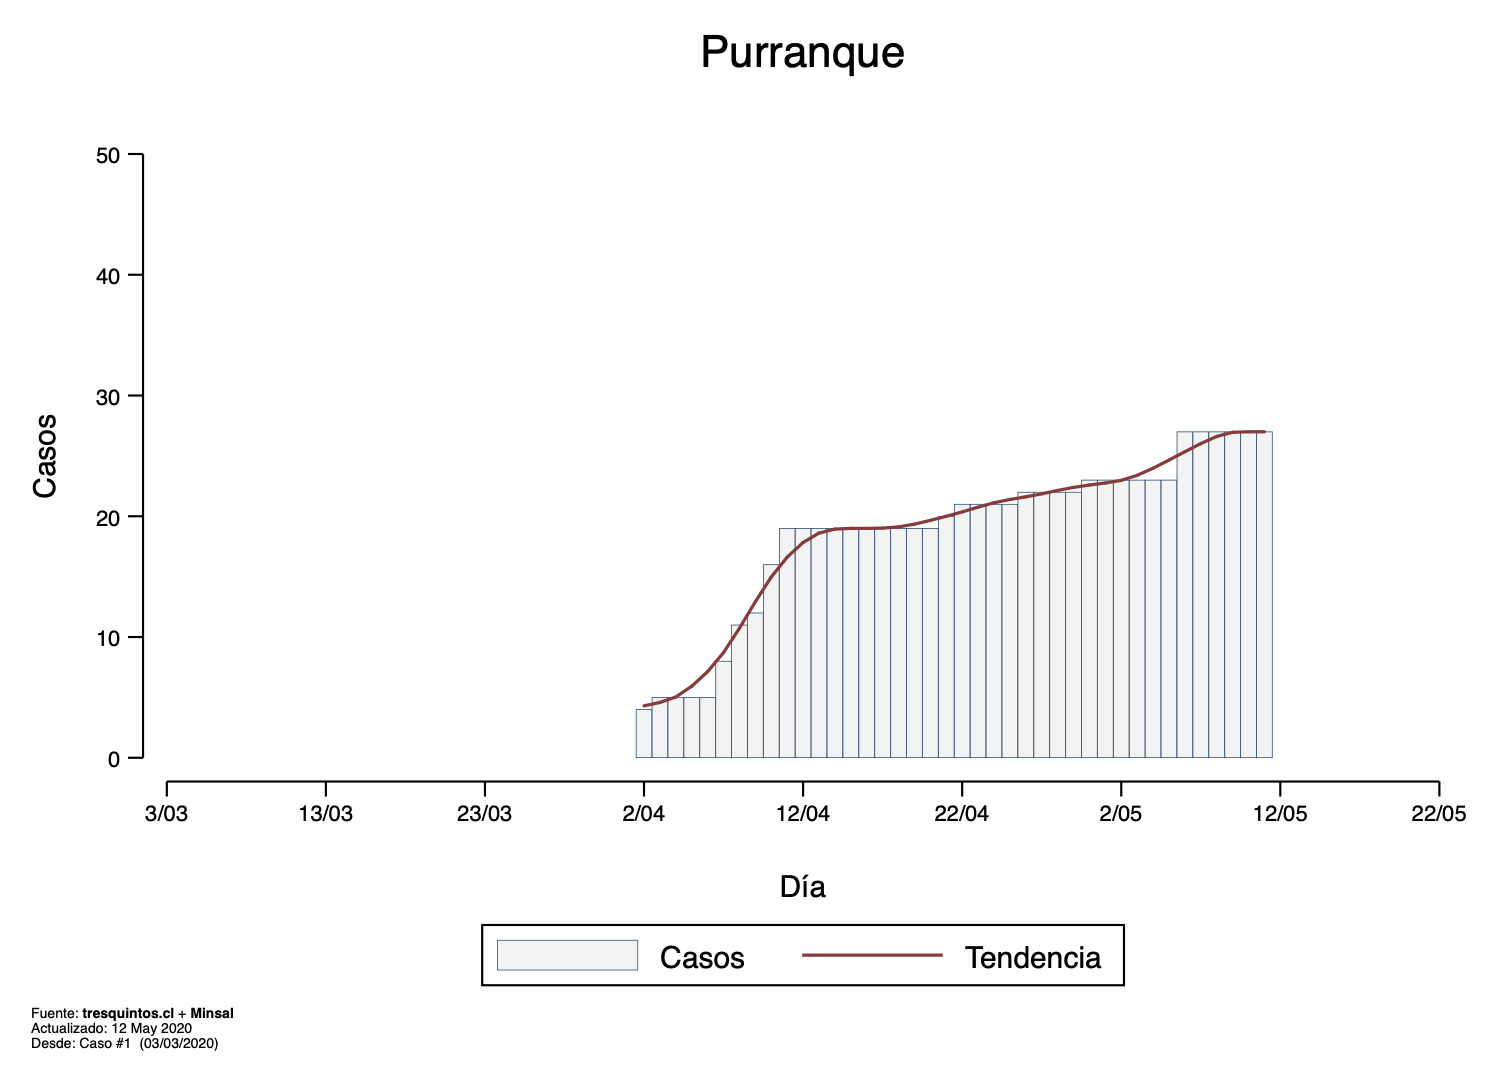 Purranque
50
40
30
20
10
0
Casos
3/03 13/03 23/03 2/04 12/04 22/04 2/05 12/05 22/05
Día
Casos Tendencia
Fuente: tresquintos.cl + Minsal
Actualizado: 12 May 2020
Desde: Caso #1 (03/03/2020)